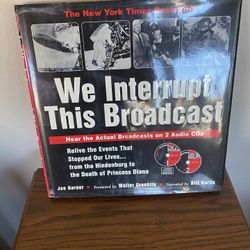 The New York Times Bestseller
We Interrupt
This Broadcast
Hear the Actual Broadcasts on 2 Audio CDs
Relive the Events That
Stopped Our Lives...
from the Hindenburg to
the Death of Princess Diana
Joe Garner Foreword by Walter Cronkite Narrated by Bill Kurtis